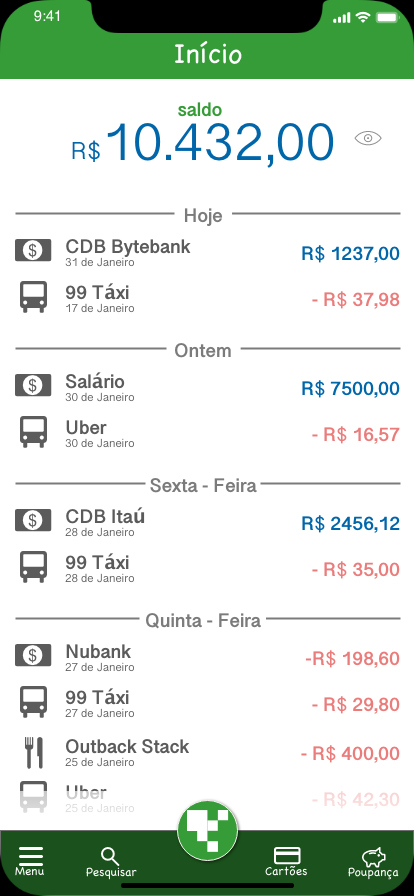 9:41
Início
saldo
R$ 10.432,00
Hoje
CDB Bytebank R$ 1237,00
31 de Janeiro
99 Táxi - R$ 37,98
17 de Janeiro
Ontem
Salário R$ 7500,00
30 de Janeiro
Uber - R$ 16,57
30 de Janeiro
Sexta - Feira
CDB Itaú R$ 2456,12
28 de Janeiro
99 Táxi - R$ 35,00
28 de Janeiro
Quinta - Feira
Nubank -R$ 198,60
27 de Janeiro
99 Táxi - R$ 29,80
27 de Janeiro
Outback Stack - R$ 400,00
25 de Janeiro
Uber - R$ 42,30
25 de Janeiro
Menu Pesquisar Cartões Poupança